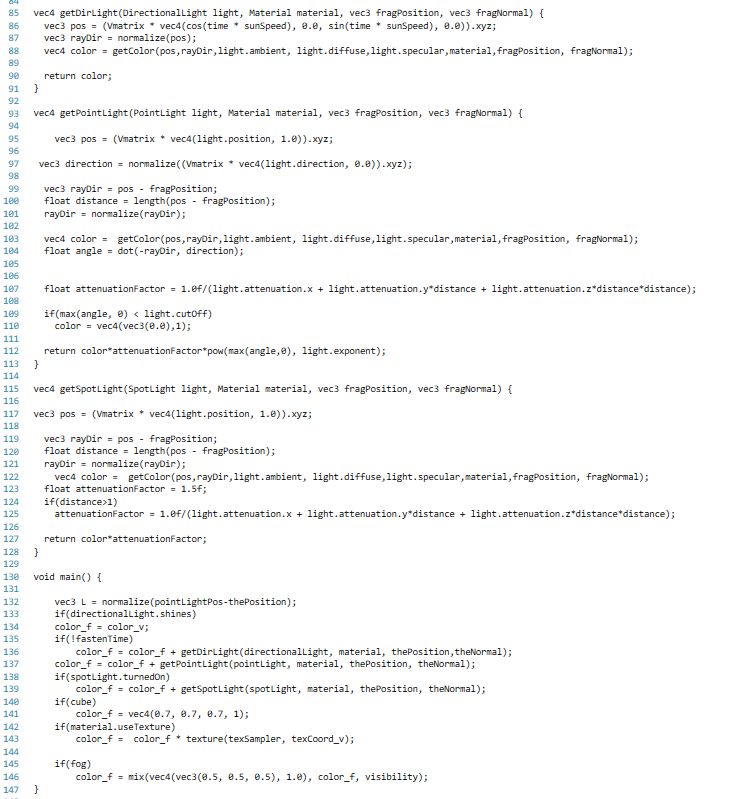 84
85 vec4 getDirLight(DirectionalLight light, Material material, vec3 fragPosition, vec3 fragNormal) {
86 vec3 pos = (Vmatrix * vec4(cos(time * sunSpeed), 0.0, sin(time * sunSpeed), 0.0)).xyz;
87 vec3 rayDir = normalize(pos);
88 vec4 color = getColor(pos,rayDir,light.ambient, light.diffuse,light.specular,material,fragPosition, fragNormal);
89
90 return color;
91 }
92
93 vec4 getPointLight(PointLight light, Material material, vec3 fragPosition, vec3 fragNormal) {
94
95 vec3 pos = (Vmatrix * vec4(light.position, 1.0)).xyz;
96
97 vec3 direction = normalize((Vmatrix * vec4(light.direction, 0.0)).xyz);
98
99 vec3 rayDir = pos - fragPosition;
100 float distance = length(pos - fragPosition);
101 rayDir = normalize(rayDir);
102
103 vec4 color =  getColor(pos,rayDir,light.ambient, light.diffuse,light.specular,material,fragPosition, fragNormal);
104 float angle = dot(-rayDir, direction);
105
106
107 float attenuationFactor = 1.0f/(light.attenuation.x + light.attenuation.y*distance + light.attenuation.z*distance*distance);
108
109 if(max(angle, 0) < light.cutOff)
110 color = vec4(vec3(0.0),1);
111
112 return color*attenuationFactor*pow(max(angle,0), light.exponent);
113 }
114
115 vec4 getSpotLight(SpotLight light, Material material, vec3 fragPosition, vec3 fragNormal) {
116
117 vec3 pos = (Vmatrix * vec4(light.position, 1.0)).xyz;
118
119 vec3 rayDir = pos - fragPosition;
120 float distance = length(pos - fragPosition);
121 rayDir = normalize(rayDir);
122 vec4 color =  getColor(pos,rayDir,light.ambient, light.diffuse,light.specular,material,fragPosition, fragNormal);
123 float attenuationFactor = 1.5f;
124 if(distance>1)
125 attenuationFactor = 1.0f/(light.attenuation.x + light.attenuation.y*distance + light.attenuation.z*distance*distance);
126
127 return color*attenuationFactor;
128 }
129
130 void main() {
131
132 vec3 L = normalize(pointLightPos-thePosition);
133 if(directionalLight.shines)
134 color_f = color_v;
135 if(!fastenTime)
136 color_f = color_f + getDirLight(directionalLight, material, thePosition,theNormal);
137 color_f = color_f + getPointLight(pointLight, material, thePosition, theNormal);
138 if(spotLight.turnedOn)
139 color_f = color_f + getSpotLight(spotLight, material, thePosition, theNormal);
140 if(cube)
141 color_f = vec4(0.7, 0.7, 0.7, 1);
142 if(material.useTexture)
143 color_f =  color_f * texture(texSampler, texCoord_v);
144
145 if(fog)
146 color_f = mix(vec4(vec3(0.5, 0.5, 0.5), 1.0), color_f, visibility);
147 }